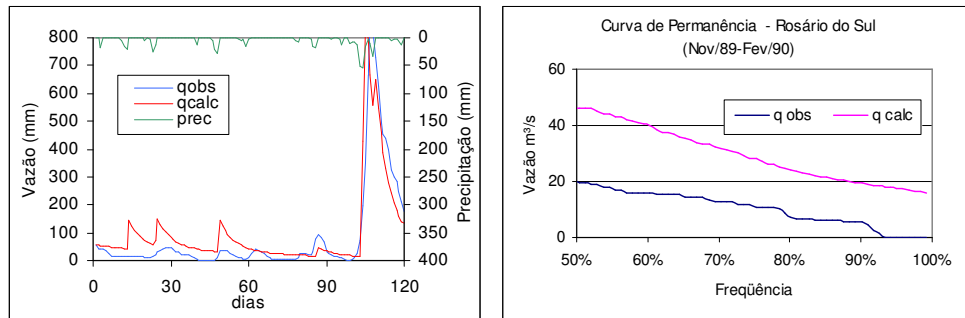 800
700
600
500
400
300
200
100
0
Vazão (mm)
qobs
qcalc
prec
0
50
100
150
200
250
300
350
400
Precipitação (mm)
0 30 60 90 120
dias
Curva de Permanência - Rosário do Sul
(Nov/89-Fev/90)
60
40
20
0
Vazão m³/s
q obs q calc
50% 60% 70% 80% 90% 100%
Freqüência